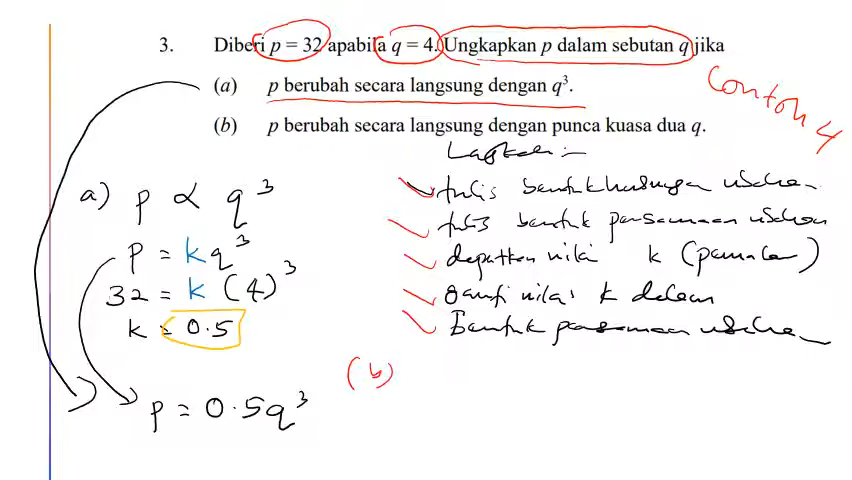 3. Diberi p = 32 apabila q = 4. Ungkapkan p dalam sebutan q jika
(a) p berubah secara langsung dengan q³.
(b) p berubah secara langsung dengan punca kuasa dua q.
Contoh 4
Langkah :-
tulis bentuk hubungan ubahan
tulis bentuk persamaan ubahan
dapatkan nilai k (pemalar)
ganti nilai k dalam
bentuk persamaan ubahan
a) p ∝ q³
p = kq³
32 = k (4)³
k = 0.5
p = 0.5q³
(b)